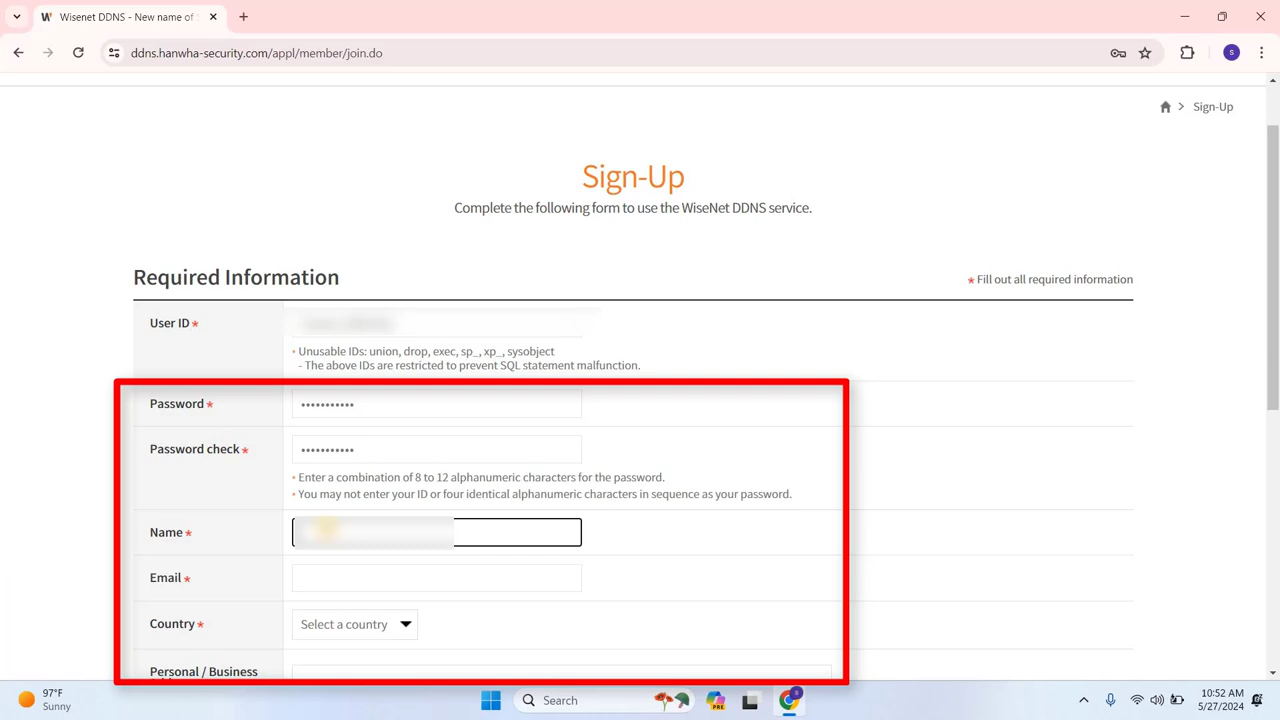 Wisenet DDNS - New name of
ddns.hanwha-security.com/appl/member/join.do
s
Sign-Up
Sign-Up
Complete the following form to use the WiseNet DDNS service.
Required Information
* Fill out all required information
User ID *
• Unusable IDs: union, drop, exec, sp_, xp_, sysobject
- The above IDs are restricted to prevent SQL statement malfunction.
Password *
•••••••••••
Password check *
•••••••••••
• Enter a combination of 8 to 12 alphanumeric characters for the password.
• You may not enter your ID or four identical alphanumeric characters in sequence as your password.
Name *
Email *
Country *
Select a country
Personal / Business
97°F
Sunny
Search
PRE
s
10:52 AM
5/27/2024